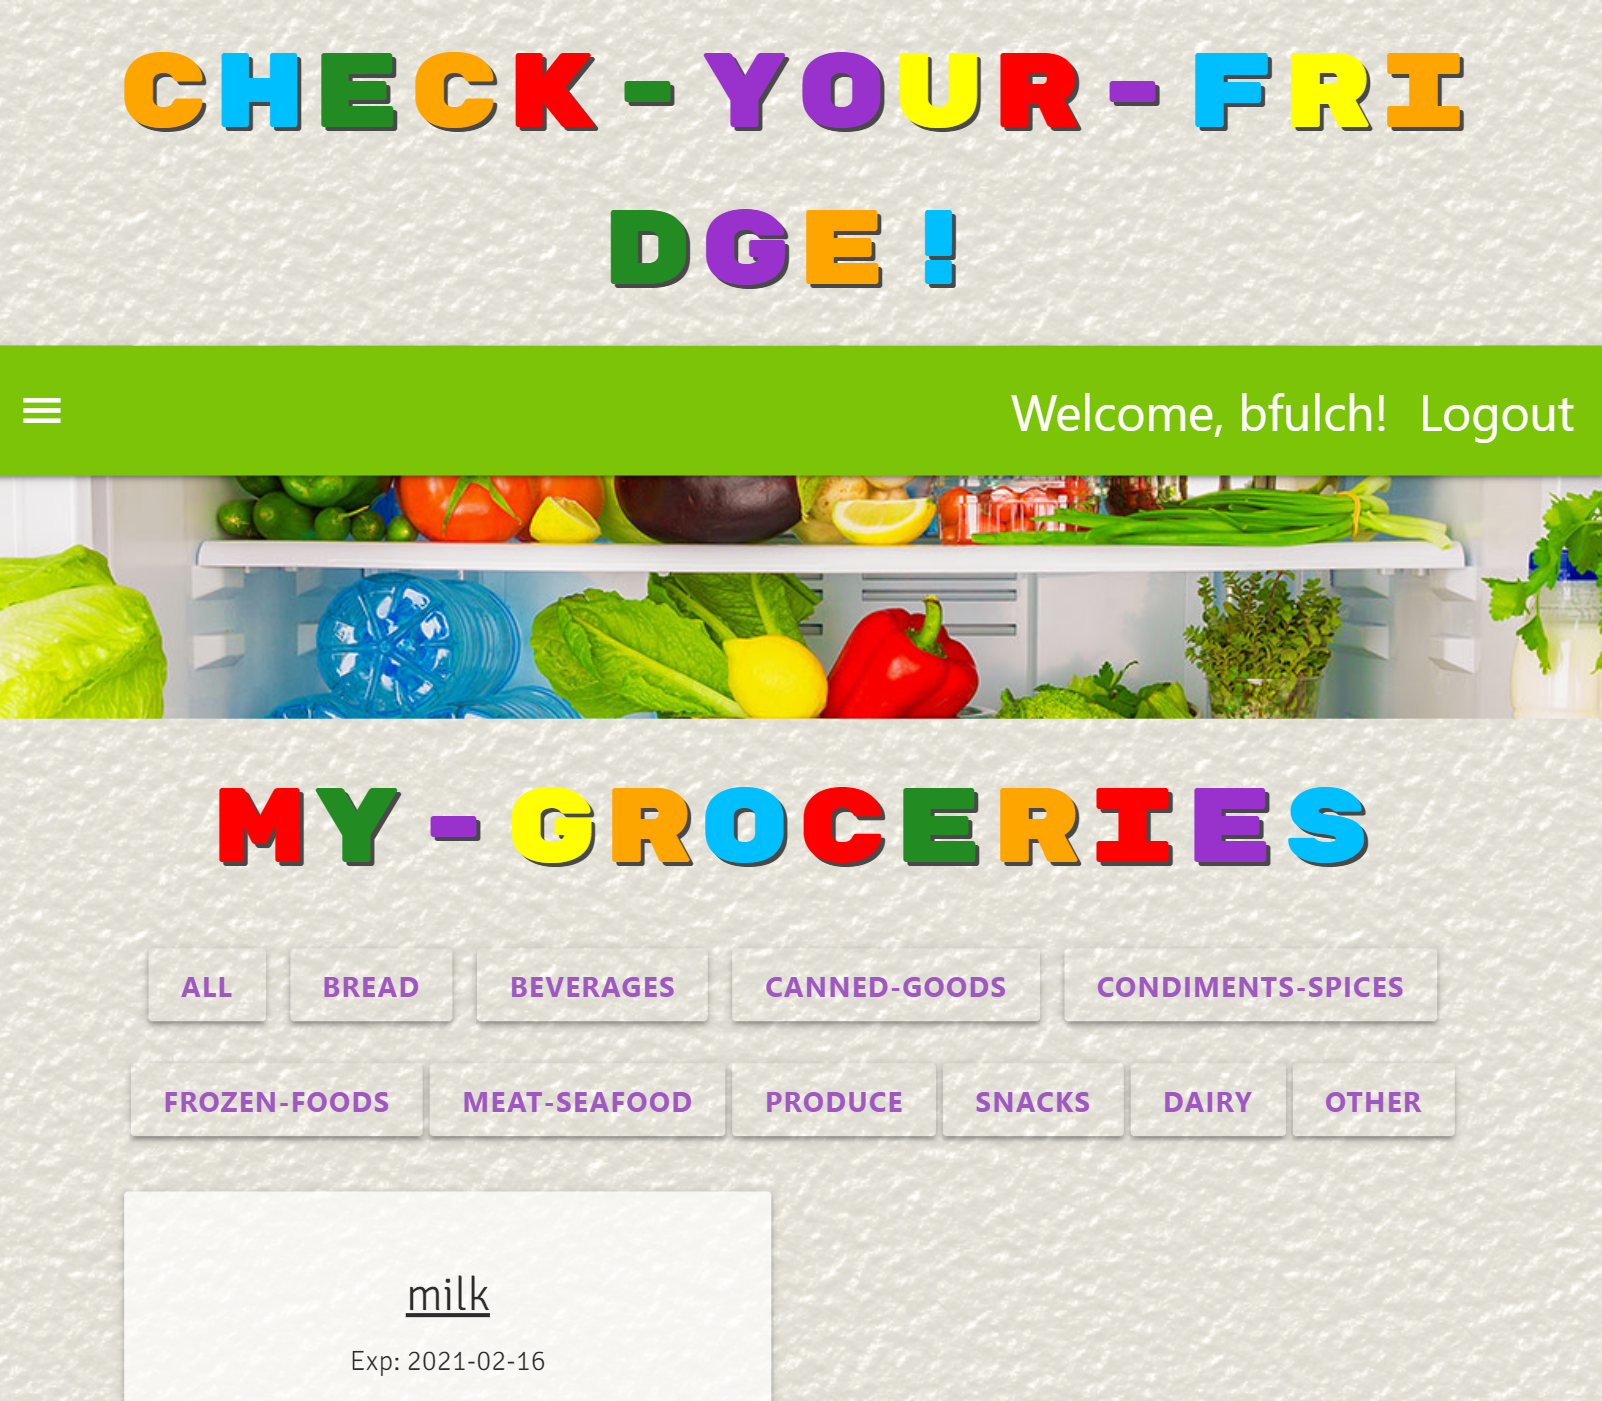 CHECK-YOUR-FRI
DGE!
Welcome, bfulch! Logout
MY-GROCERIES
ALL BREAD BEVERAGES CANNED-GOODS CONDIMENTS-SPICES
FROZEN-FOODS MEAT-SEAFOOD PRODUCE SNACKS DAIRY OTHER
milk
Exp: 2021-02-16